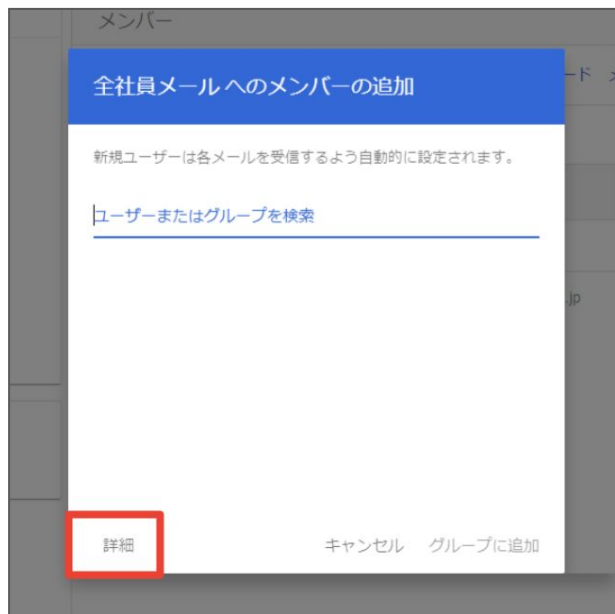 メンバー
全社員メール へのメンバーの追加
ード
新規ユーザーは各メールを受信するよう自動的に設定されます。
ユーザーまたはグループを検索
.jp
詳細
キャンセル
グループに追加